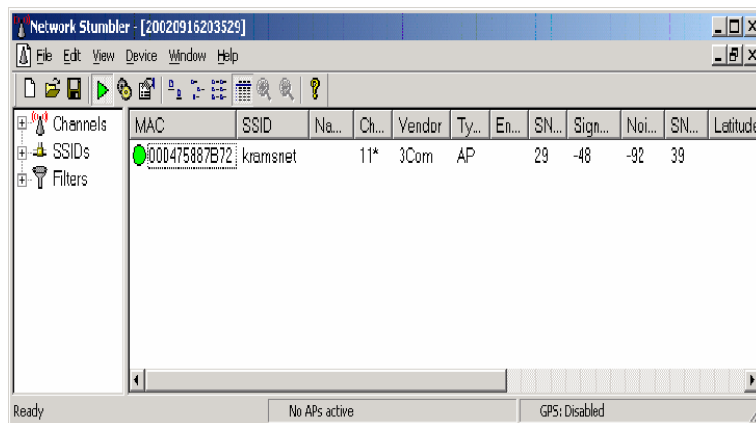 Network Stumbler - [20020916203529]
File Edit View Device Window Help
Channels
SSIDs
Filters
MAC SSID Na... Ch... Vendor Ty... En... SN... Sign... Noi... SN... Latitude
000475887B72 kramsnet 11* 3Com AP 29 -48 -92 39
Ready No APs active GPS: Disabled